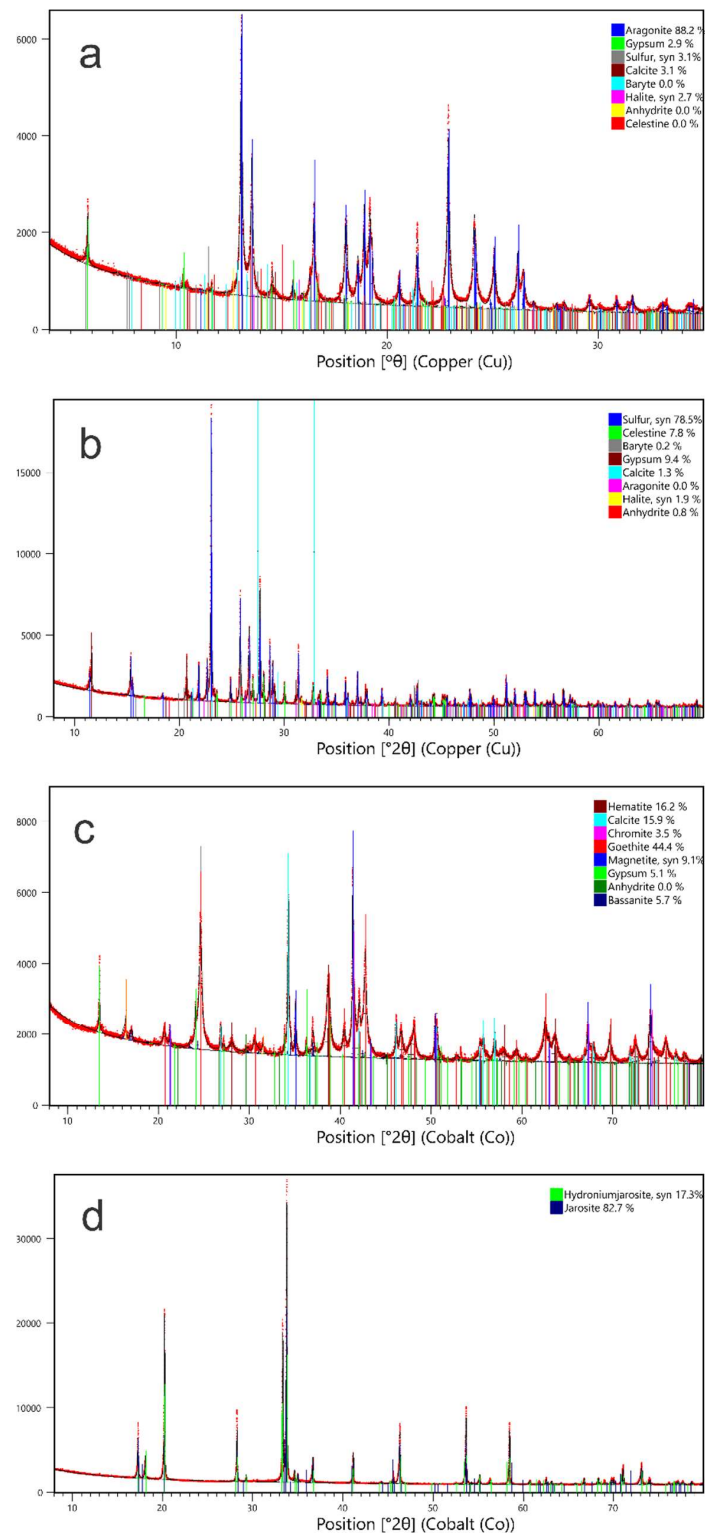 a
Aragonite 88.2 %
Gypsum 2.9 %
Sulfur, syn 3.1%
Calcite 3.1 %
Baryte 0.0 %
Halite, syn 2.7 %
Anhydrite 0.0 %
Celestine 0.0 %
6000
4000
2000
0
10 20 30
Position [°θ] (Copper (Cu))
b
Sulfur, syn 78.5%
Celestine 7.8 %
Baryte 0.2 %
Gypsum 9.4 %
Calcite 1.3 %
Aragonite 0.0 %
Halite, syn 1.9 %
Anhydrite 0.8 %
15000
10000
5000
0
10 20 30 40 50 60
Position [°2θ] (Copper (Cu))
c
Hematite 16.2 %
Calcite 15.9 %
Chromite 3.5 %
Goethite 44.4 %
Magnetite, syn 9.1%
Gypsum 5.1 %
Anhydrite 0.0 %
Bassanite 5.7 %
8000
6000
4000
2000
0
10 20 30 40 50 60 70
Position [°2θ] (Cobalt (Co))
d
Hydroniumjarosite, syn 17.3%
Jarosite 82.7 %
30000
20000
10000
0
10 20 30 40 50 60 70
Position [°2θ] (Cobalt (Co))